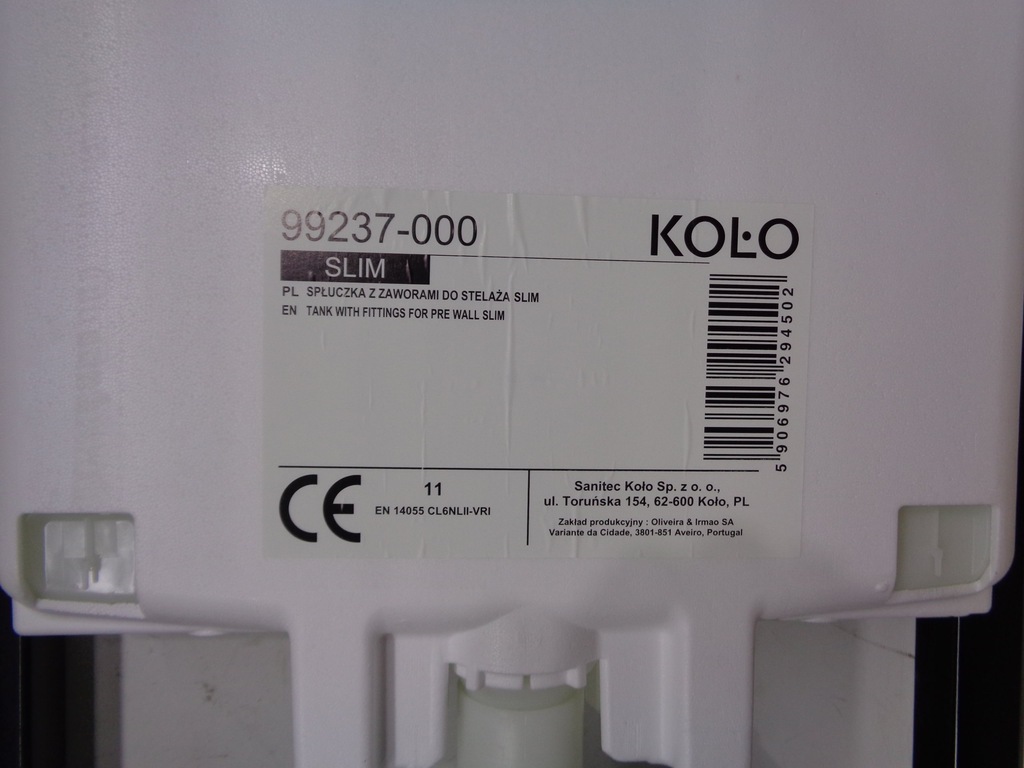 99237-000
KOŁO
SLIM
PL SPŁUCZKA Z ZAWORAMI DO STELAŻA SLIM
EN TANK WITH FITTINGS FOR PRE WALL SLIM
5 906976 294502
CE
11
EN 14055 CL6NLII-VRI
Sanitec Koło Sp. z o. o.,
ul. Toruńska 154, 62-600 Koło, PL
Zakład produkcyjny : Oliveira & Irmao SA
Variante da Cidade, 3801-851 Aveiro, Portugal